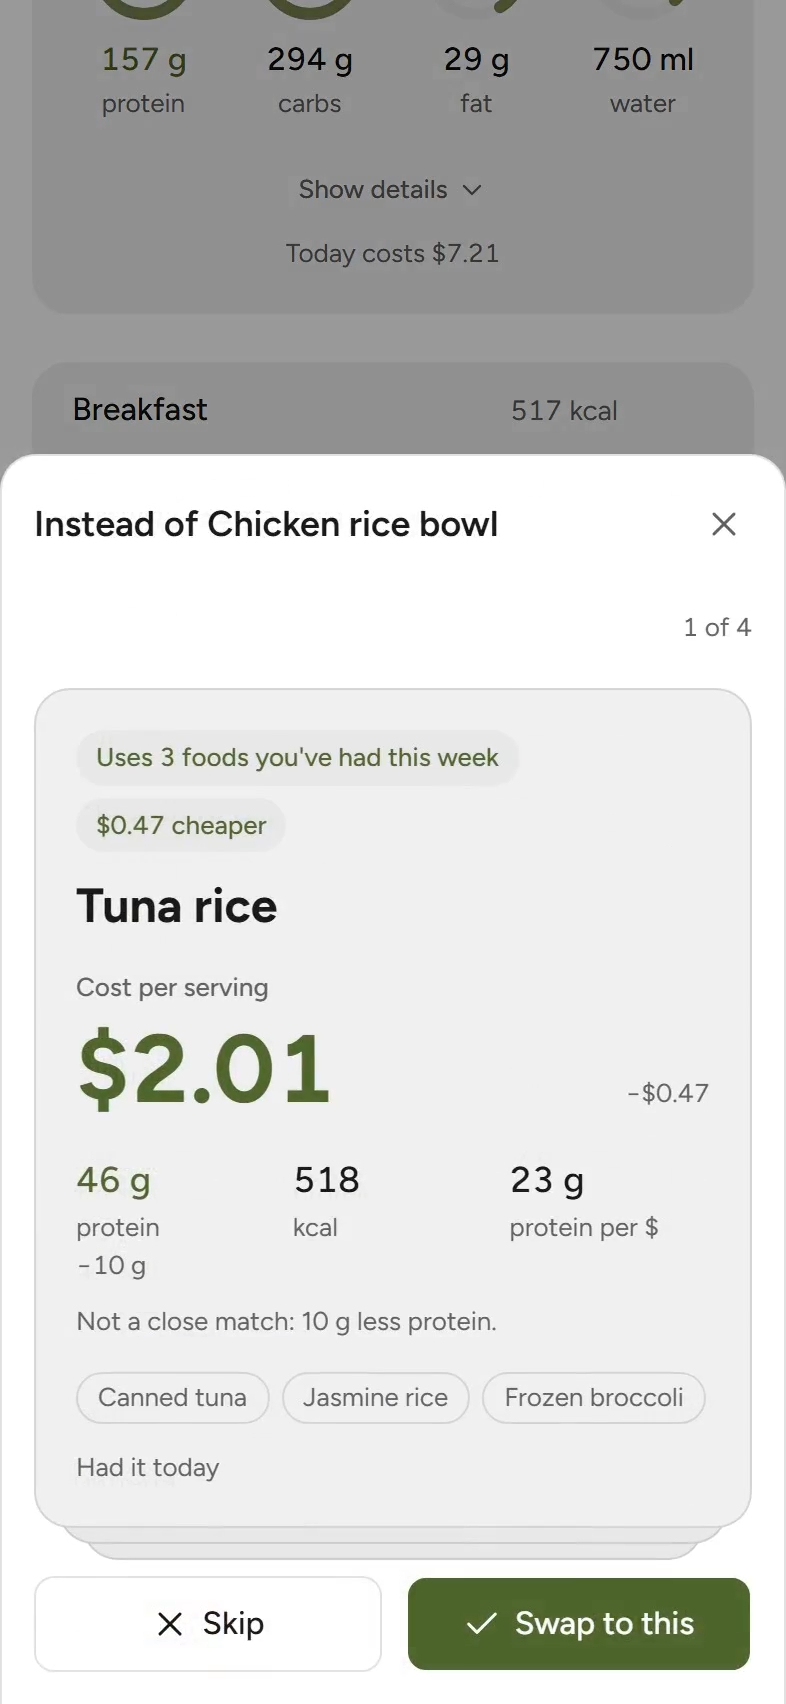 157 g 294 g 29 g 750 ml
protein carbs fat water
Show details
Today costs $7.21
Breakfast 517 kcal
Instead of Chicken rice bowl
1 of 4
Uses 3 foods you've had this week
$0.47 cheaper
Tuna rice
Cost per serving
$2.01 -$0.47
46 g 518 23 g
protein kcal protein per $
-10 g
Not a close match: 10 g less protein.
Canned tuna Jasmine rice Frozen broccoli
Had it today
Skip Swap to this